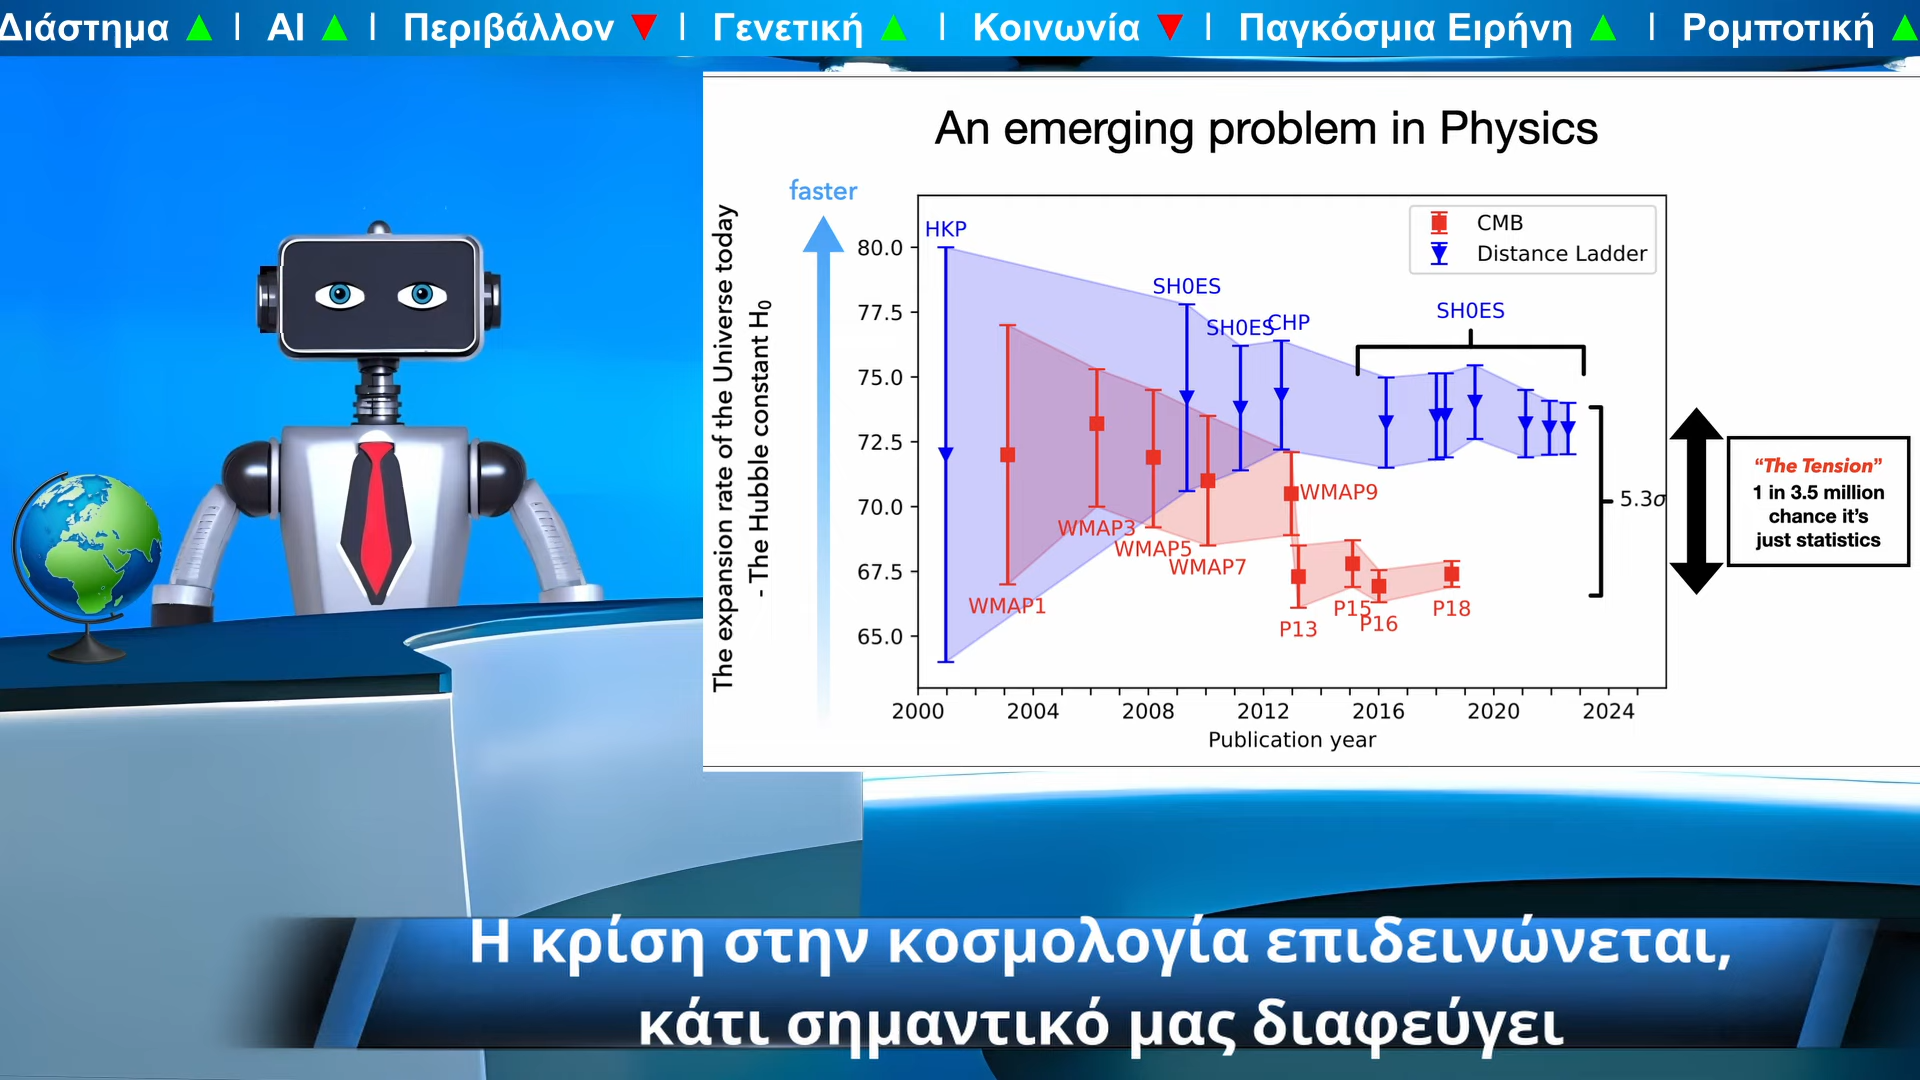 Διάστημα ▲ | AI ▲ | Περιβάλλον ▼ | Γενετική ▲ | Κοινωνία ▼ | Παγκόσμια Ειρήνη ▲ | Ρομποτική ▲
An emerging problem in Physics
faster
The expansion rate of the Universe today
- The Hubble constant H₀
80.0
77.5
75.0
72.5
70.0
67.5
65.0
HKP
SH0ES
SH0ES
CHP
SH0ES
CMB
Distance Ladder
WMAP1
WMAP3
WMAP5
WMAP7
WMAP9
P13
P15
P16
P18
5.3σ
“The Tension”
1 in 3.5 million
chance it’s
just statistics
2000 2004 2008 2012 2016 2020 2024
Publication year
Η κρίση στην κοσμολογία επιδεινώνεται,
κάτι σημαντικό μας διαφεύγει